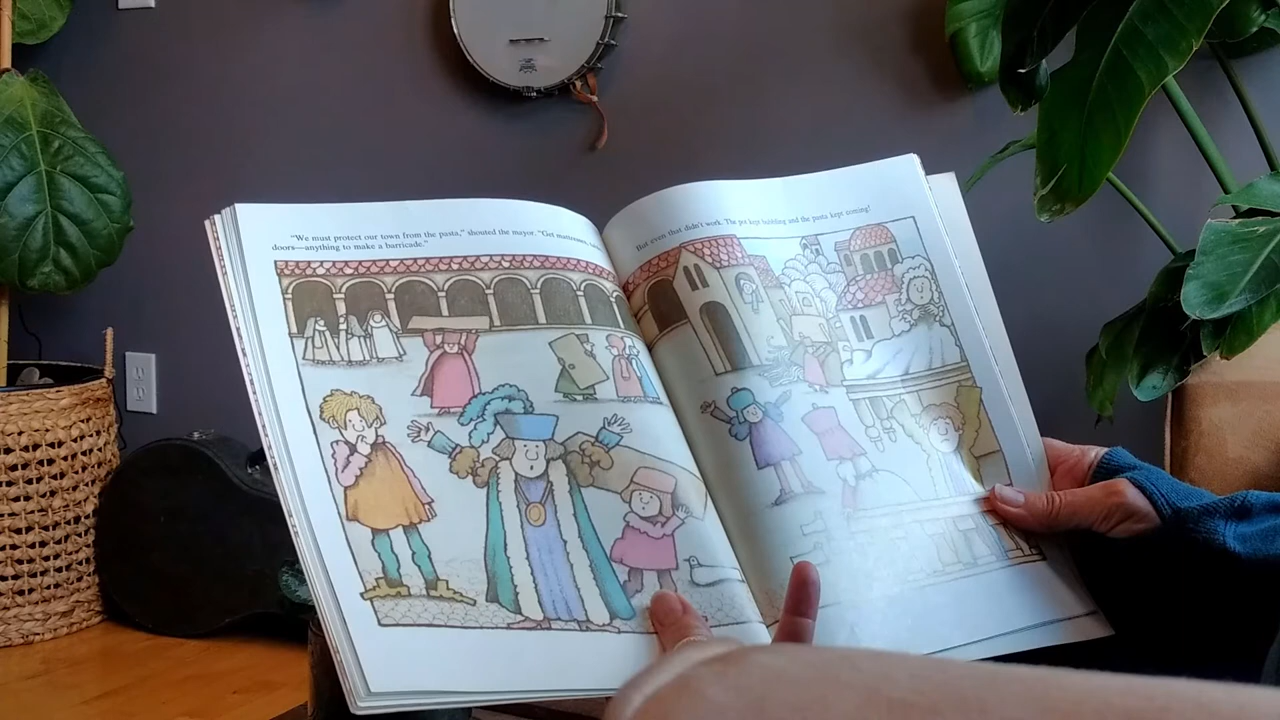 "We must protect our town from the pasta," shouted the mayor. "Get mattresses,
doors—anything to make a barricade."
But even that didn't work. The pot kept bubbling and the pasta kept coming!